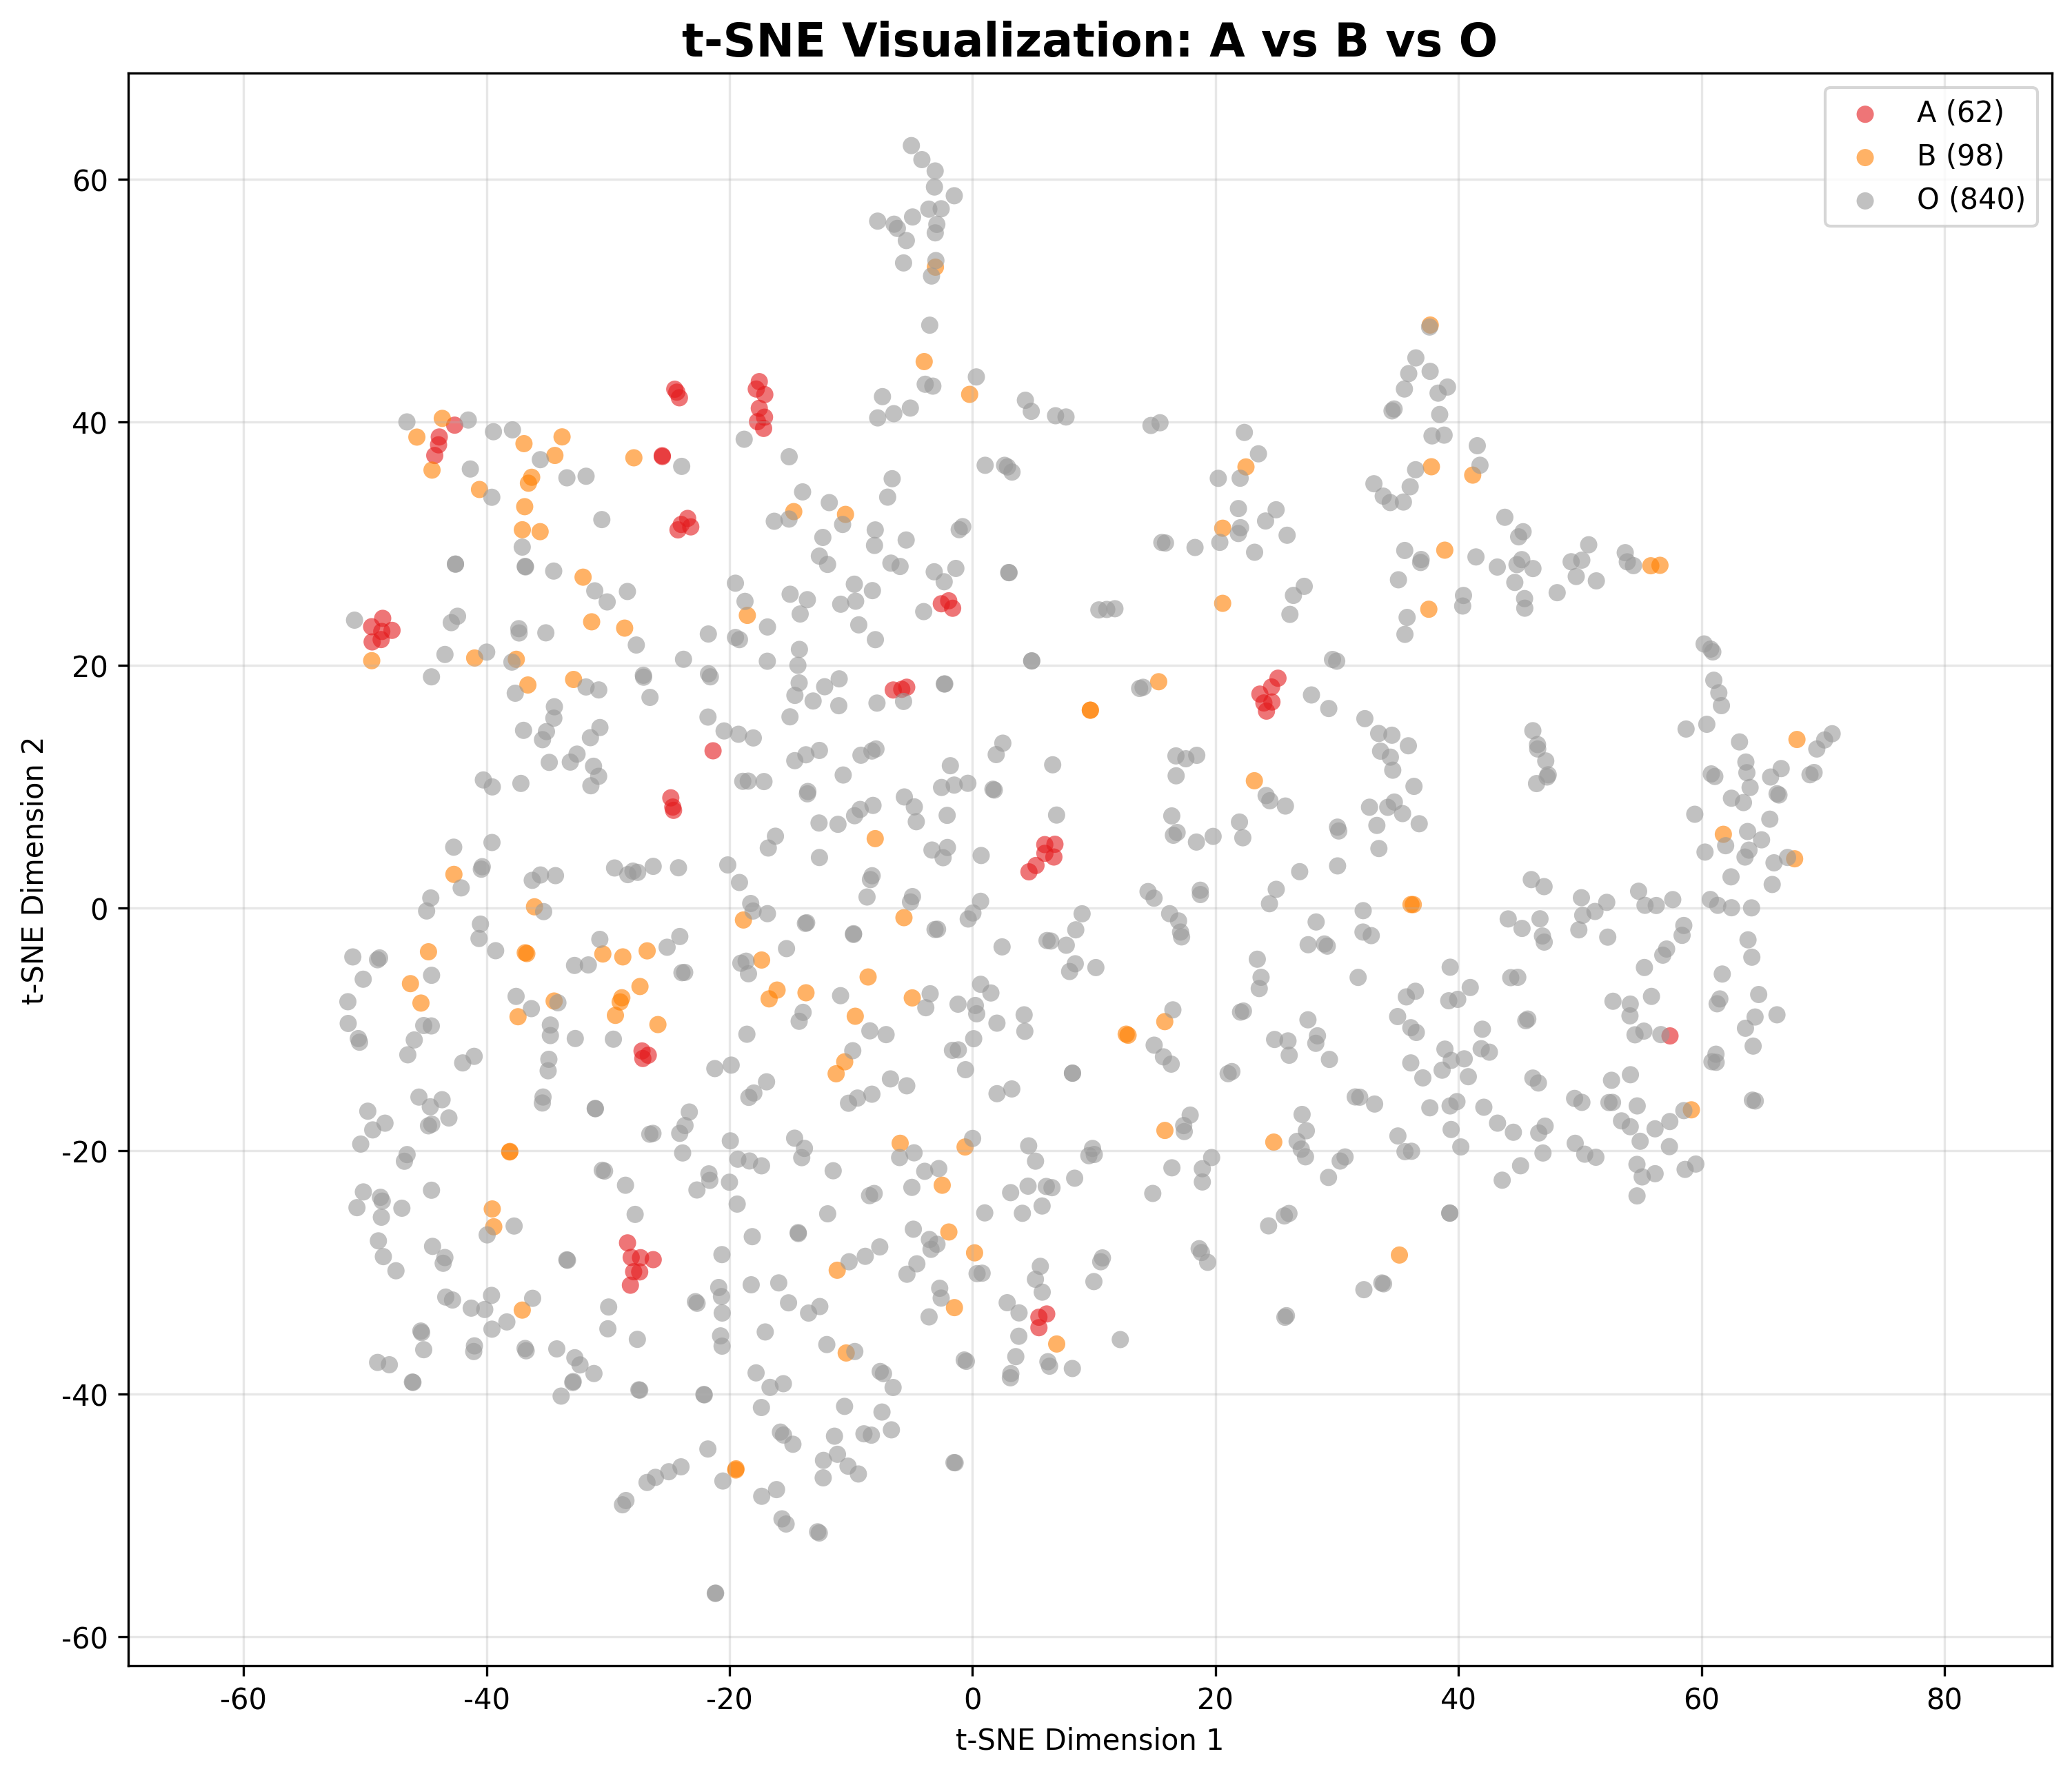 t-SNE Visualization: A vs B vs O
A (62)
B (98)
O (840)
60
40
20
0
-20
-40
-60
t-SNE Dimension 2
-60 -40 -20 0 20 40 60 80
t-SNE Dimension 1